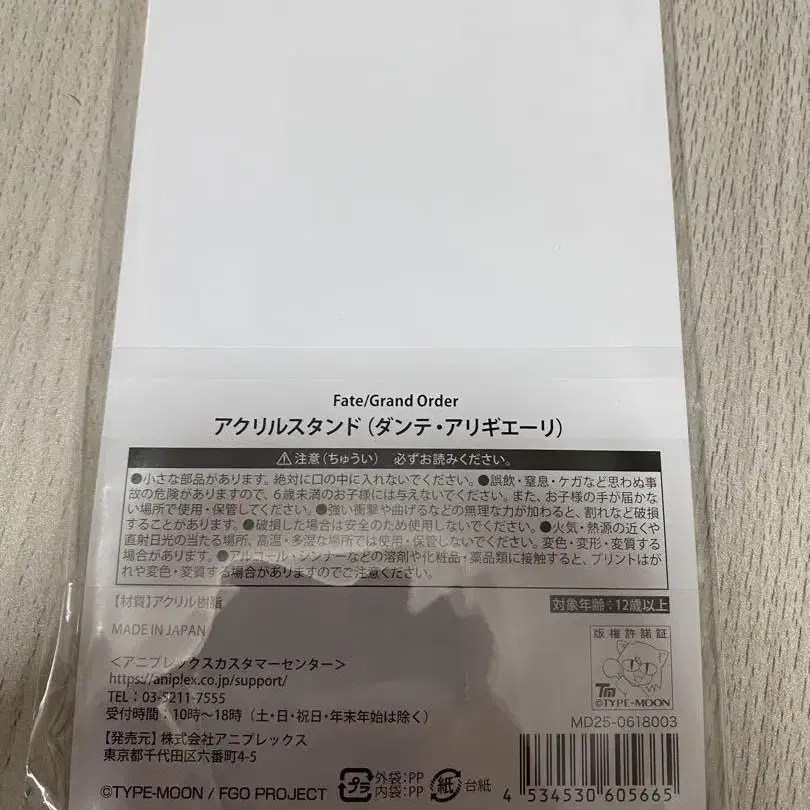 Fate/Grand Order
アクリルスタンド(ダンテ・アリギエーリ)
⚠注意(ちゅうい) 必ずお読みください。
●小さな部品があります。絶対に口の中に入れないでください。●誤飲・窒息・ケガなど思わぬ事
故の危険がありますので、6歳未満のお子様には与えないでください。また、お子様の手が届かな
い場所で使用・保管してください。●強い衝撃や曲げるなどの無理な力が加わると、割れなど破損
することがあります。●破損した場合は安全のため使用しないでください。●火気・熱源の近くや
直射日光の当たる場所、高温・多湿な場所では使用・保管しないでください。変色・変形・変質する
場合があります。●アルコール・シンナーなどの溶剤や化粧品・薬品類に接触すると、プリントはが
れや変色・変質する場合がありますのでご注意ください。
【材質】アクリル樹脂
対象年齢:12歳以上
MADE IN JAPAN
版権許諾証
<アニプレックスカスタマーセンター>
https://aniplex.co.jp/support/
TEL:03-5211-7555
受付時間:10時~18時(土・日・祝日・年末年始は除く)
TM
©TYPE-MOON
MD25-0618003
【発売元】株式会社アニプレックス
東京都千代田区六番町4-5
©TYPE-MOON / FGO PROJECT
プラ
外袋:PP
内袋:PP
紙
台紙
4 534530 605665